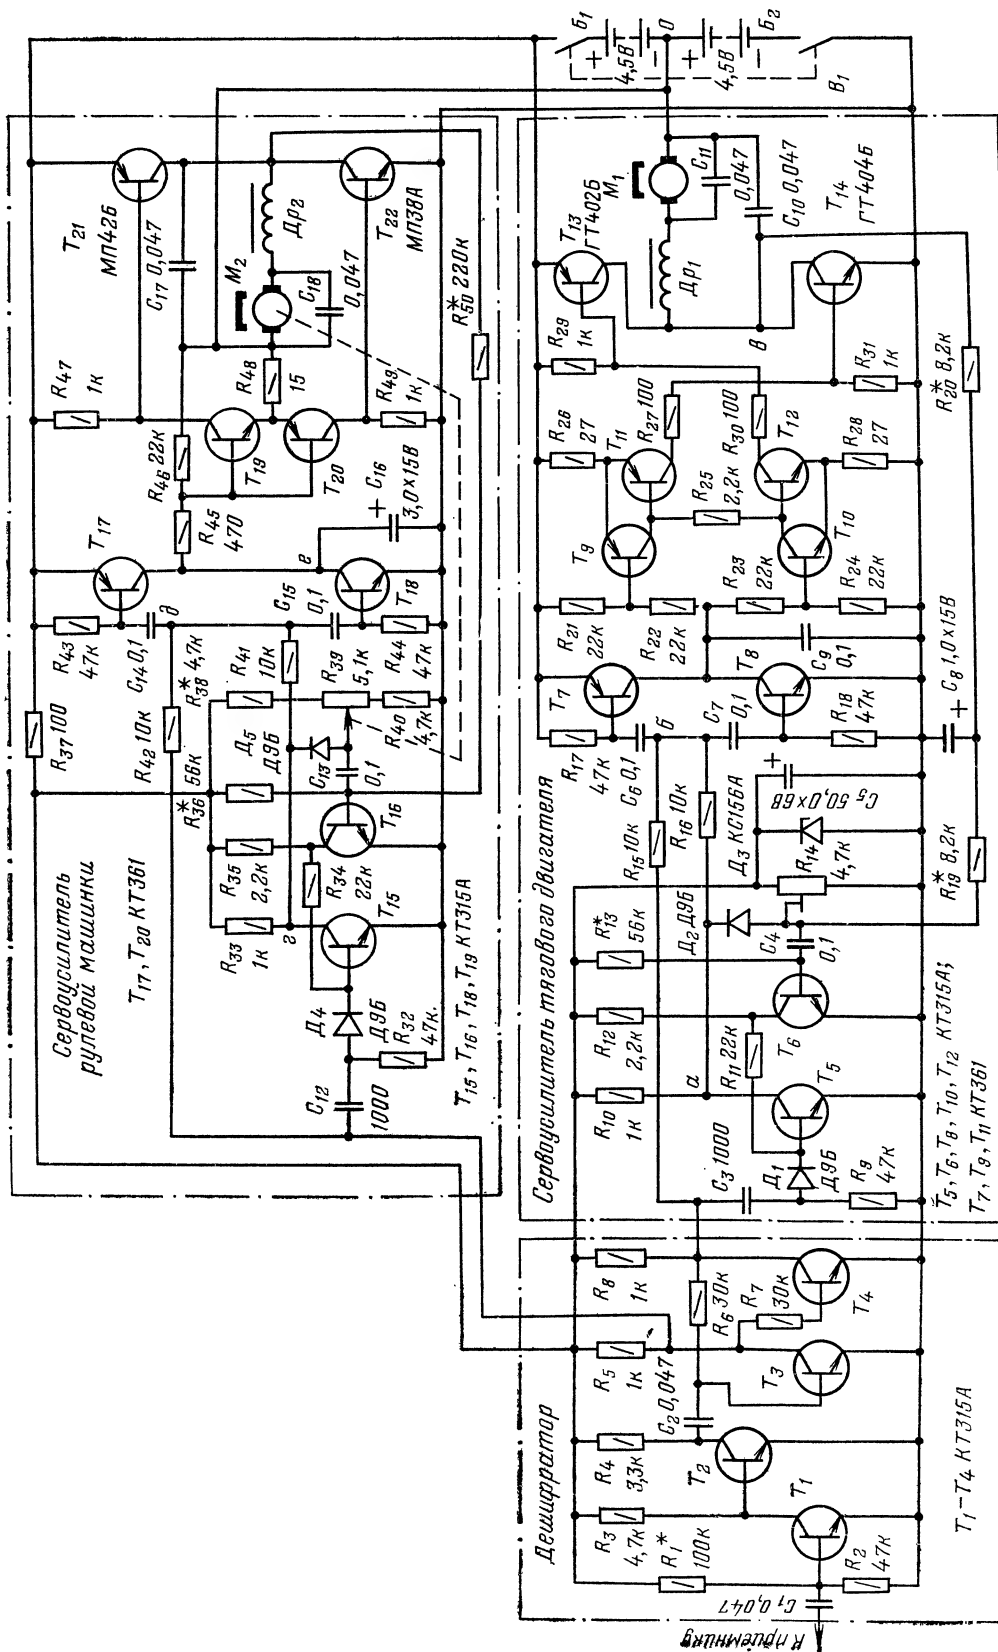 Сервоусилитель
рулевой машинки
T17, T20 КТ361
T15, T16, T18, T19 КТ315А
R37 100
R42 10к
R43
47к
C14 0,1
д
R38* 4,7к
R36* 56к
R41
10к
C15
0,1
R39
5,1к
R44
47к
R40
4,7к
Д5
Д9Б
C13
0,1
R35
2,2к
R33
1к
R34
22к
г
T16
T15
Д4
Д9Б
R32
47к
C12
1000
T17
T18
е
R45
470
R46 22к
C16
+
3,0×15В
R47
1к
T19
T20
R48
15
R49
1к
T21
МП42Б
C17 0,047
M2
Др2
C18
0,047
T22
МП38А
R50* 220к
Б1
+
4,5В
–
0
+
4,5В
–
Б2
В1
Сервоусилитель тягового двигателя
T5, T6, T8, T10, T12 КТ315А;
T7, T9, T11 КТ361
C3 1000
Д1
Д9Б
R9
47к
R10
1к
а
R11 22к
T5
R12
2,2к
T6
R13*
56к
C4
0,1
Д2 Д9Б
Д3 КС156А
R14
4,7к
C5 50,0×6В
+
R15 10к
R16 10к
R17
47к
C6 0,1
б
C7
0,1
R18
47к
T7
T8
C8 1,0×15В
+
C9
0,1
R19* 8,2к
R20* 8,2к
R21
22к
R22
22к
R23
22к
R24
22к
T9
T10
R25
2,2к
R26
27
T11
R27 100
R30 100
T12
R28
27
R29
1к
R31
1к
T13
ГТ402Б
M1
Др1
C11
0,047
C10 0,047
в
T14
ГТ404Б
Дешифратор
T1–T4 КТ315А
К приёмнику
C1 0,047
R1*
100к
R2
47к
R3
4,7к
T1
R4
3,3к
T2
C2 0,047
R5
1к
R6 30к
R7
30к
T3
R8
1к
T4